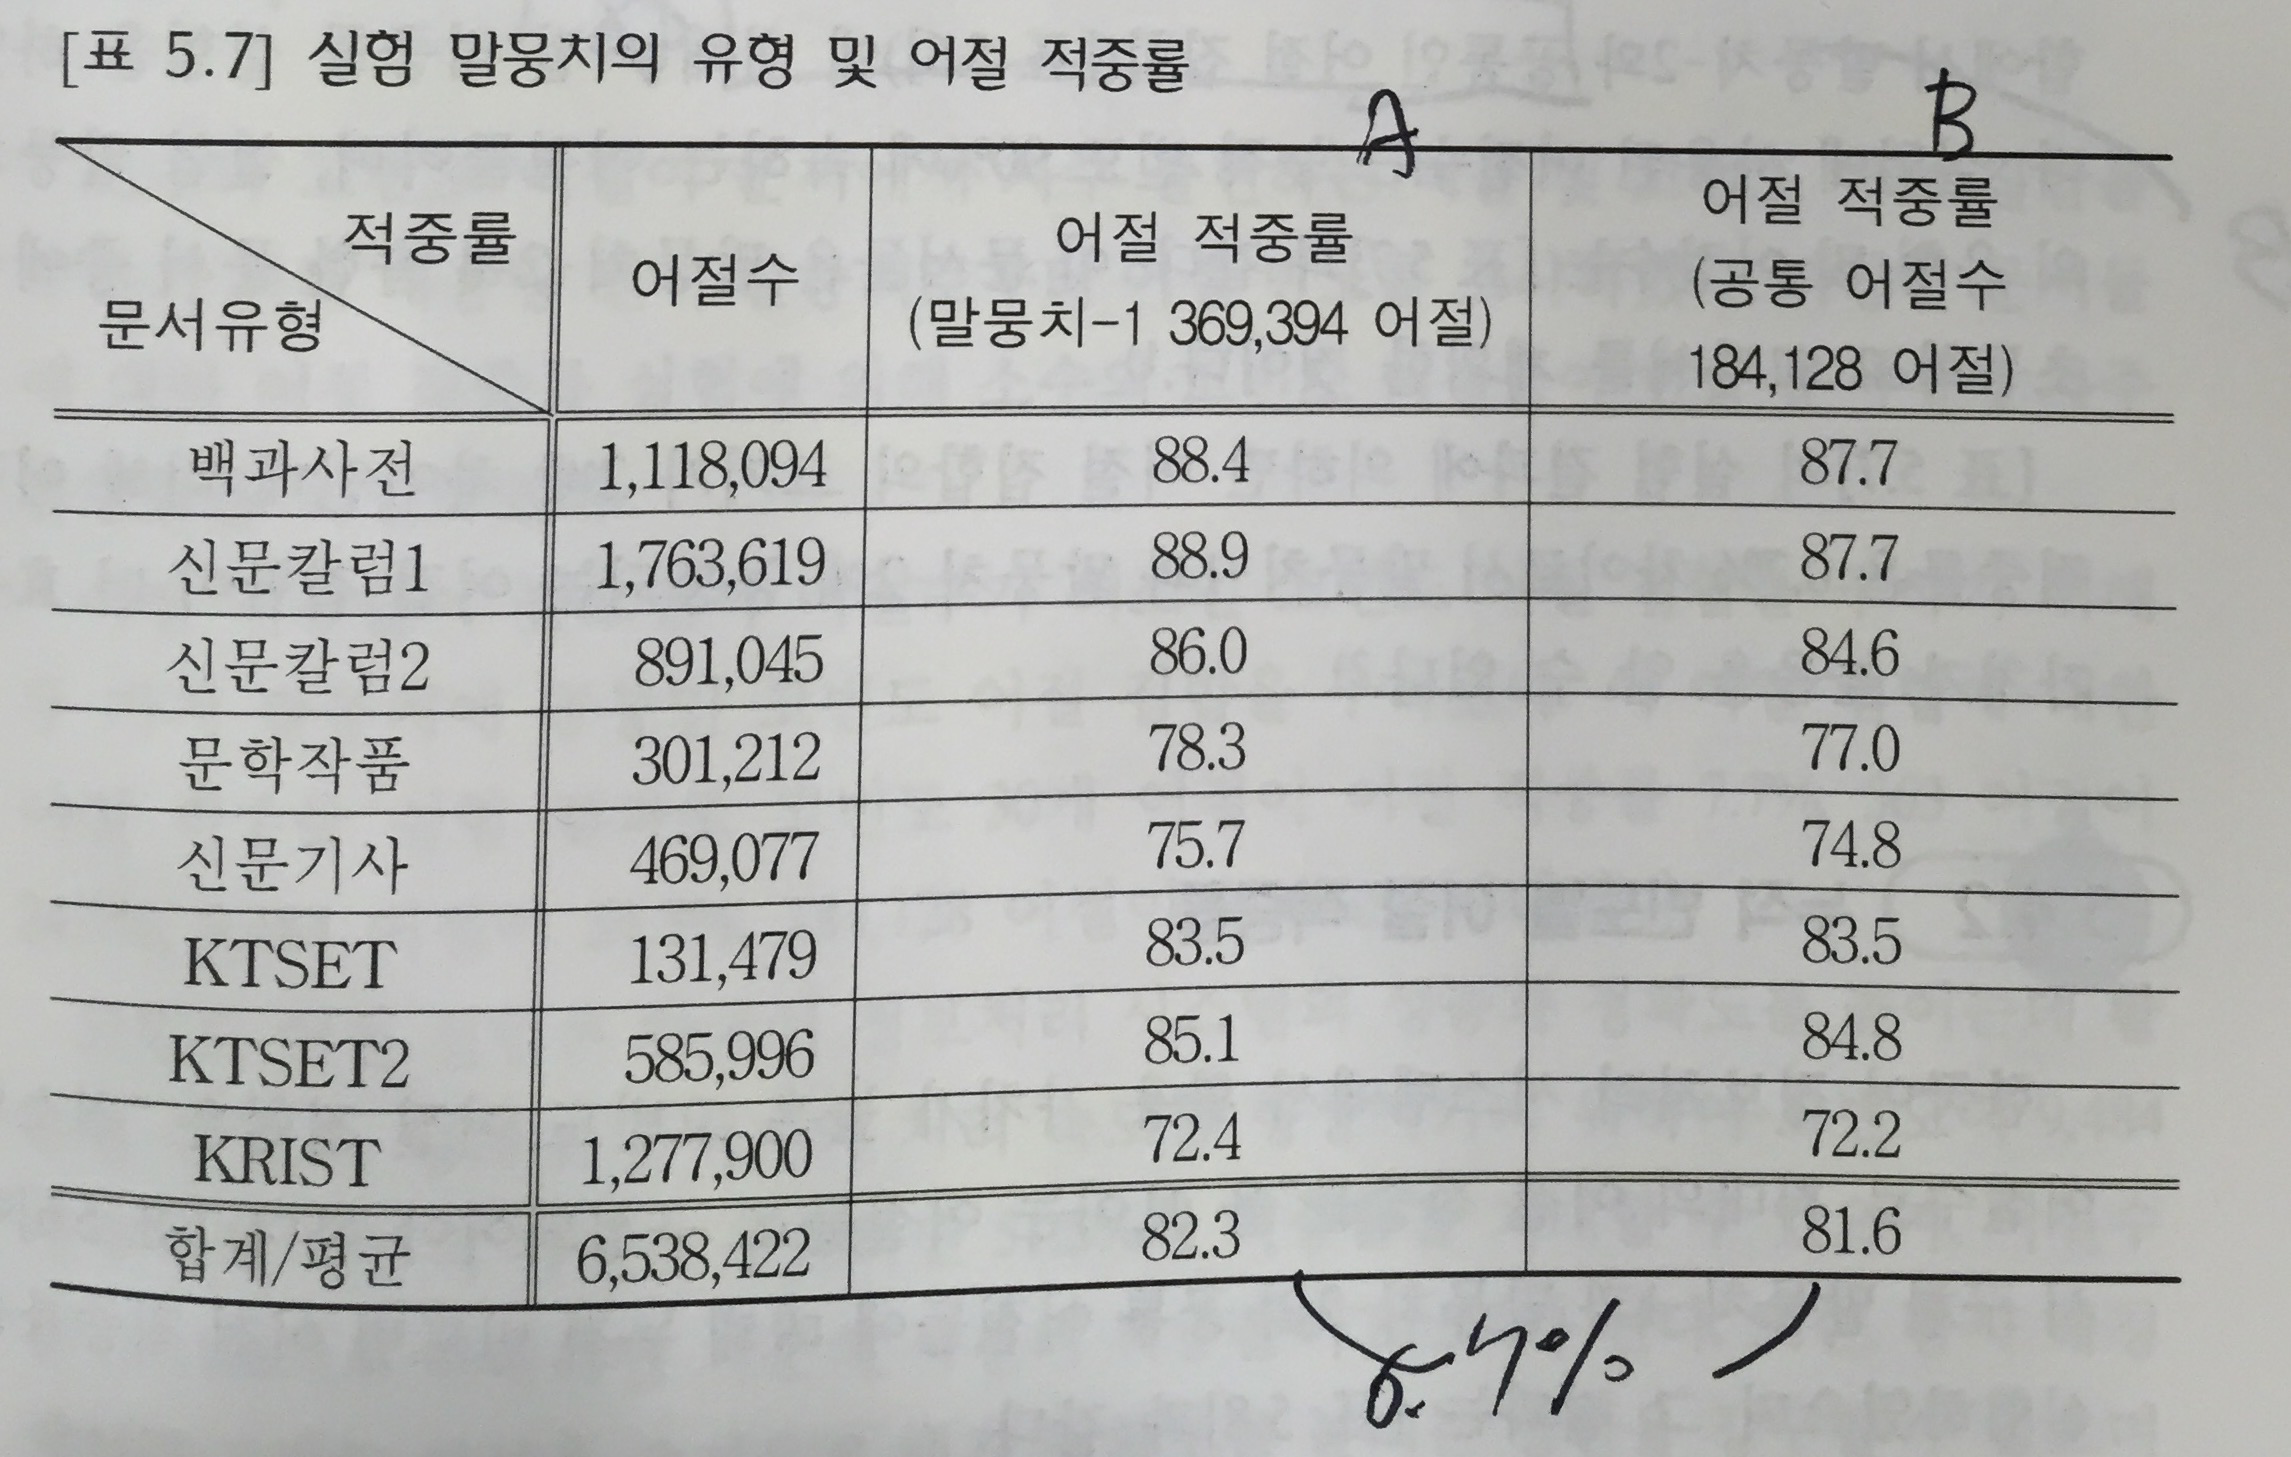 [표 5.7] 실험 말뭉치의 유형 및 어절 적중률
A B
적중률
문서유형
어절수
어절 적중률
(말뭉치-1 369,394 어절)
어절 적중률
(공통 어절수
184,128 어절)
백과사전 1,118,094 88.4 87.7
신문칼럼1 1,763,619 88.9 87.7
신문칼럼2 891,045 86.0 84.6
문학작품 301,212 78.3 77.0
신문기사 469,077 75.7 74.8
KTSET 131,479 83.5 83.5
KTSET2 585,996 85.1 84.8
KRIST 1,277,900 72.4 72.2
합계/평균 6,538,422 82.3 81.6
0.7%